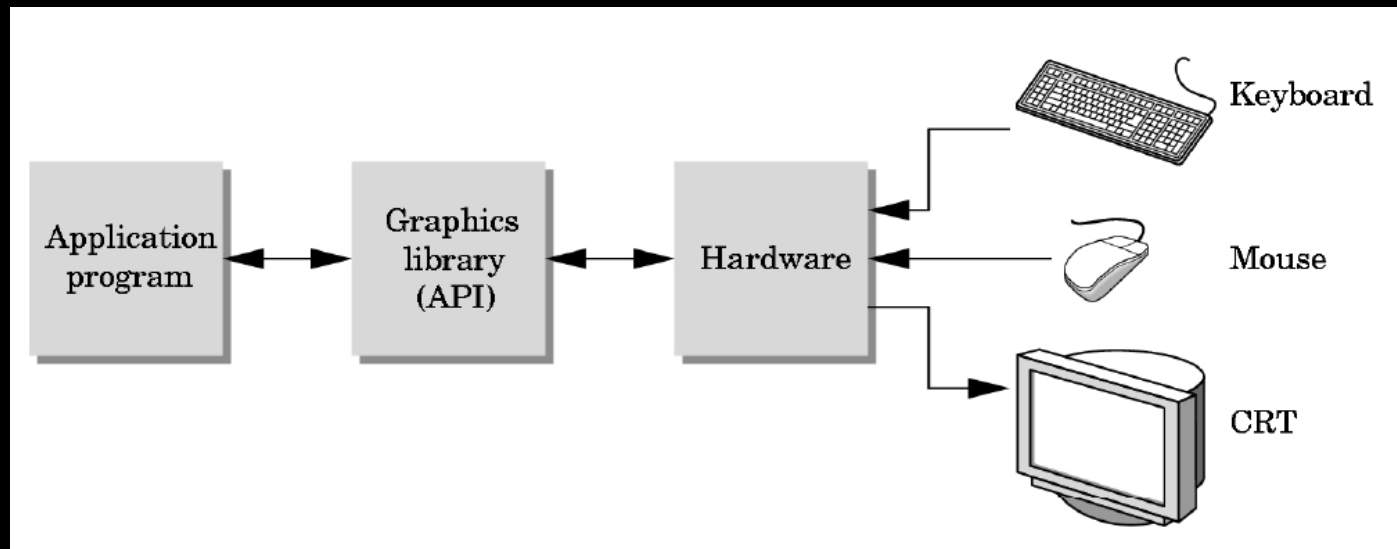 Application
program
Graphics
library
(API)
Hardware
Keyboard
Mouse
CRT